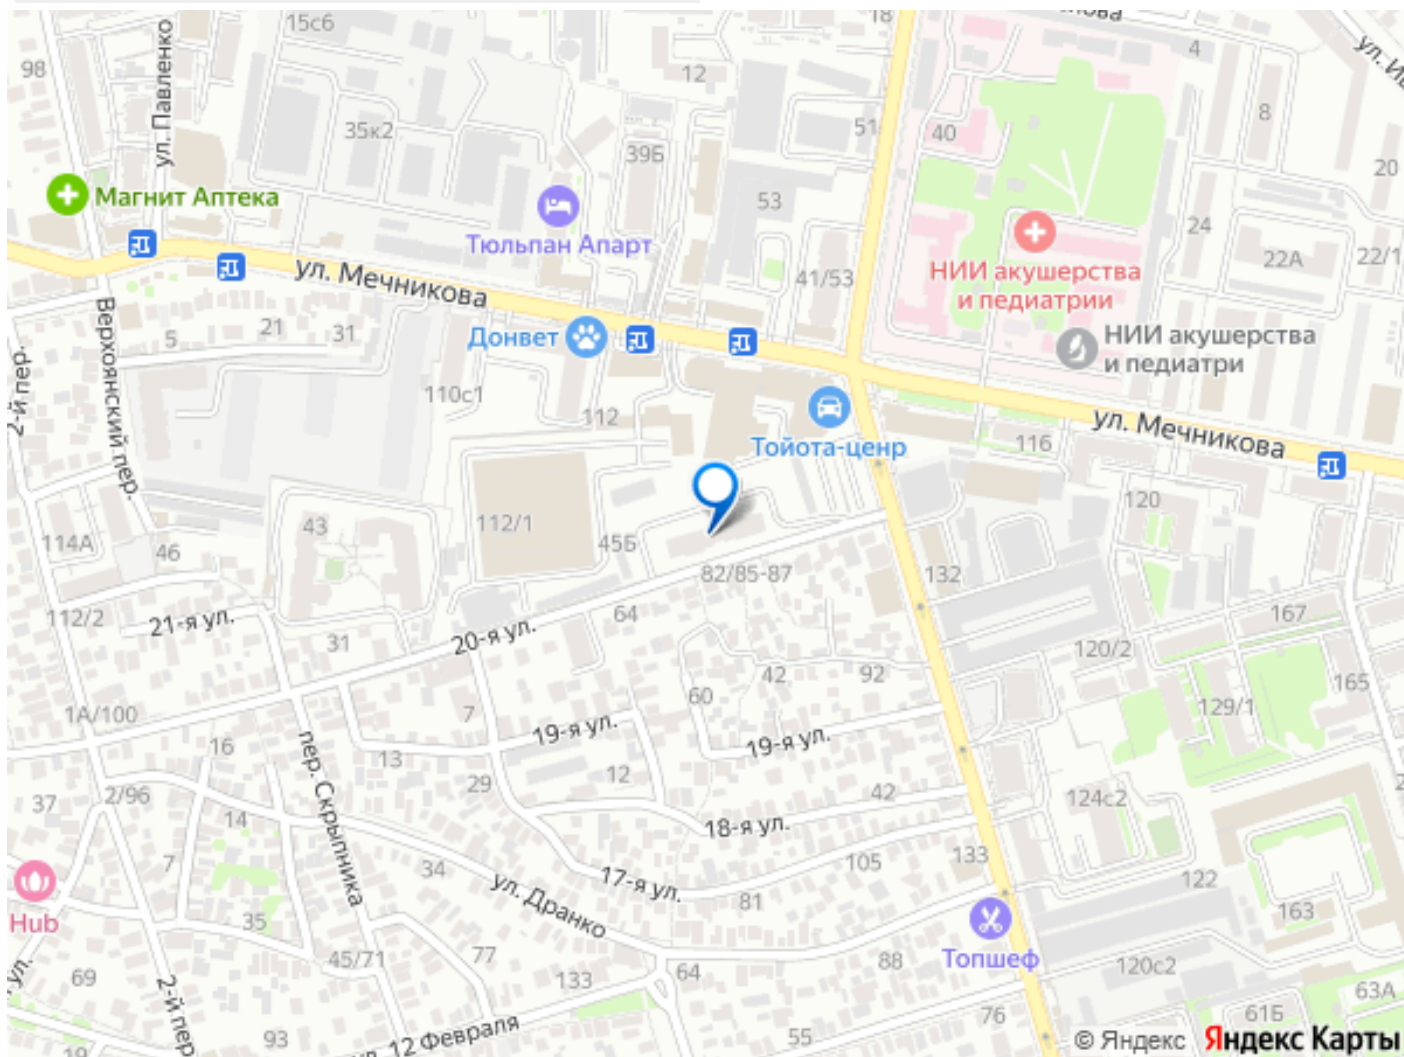 15с6
18
4
ул. Павленко
98
12
8
35к2
51
40
39Б
20
Магнит Аптека
53
24
Тюльпан Апарт
22А
22/1
ул. Мечникова
41/53
НИИ акушерства
и педиатрии
Верхоянский пер.
5
21
31
Донвет
НИИ акушерства
и педиатри
2-й пер.
110с1
112
Тойота-ценр
116
ул. Мечникова
43
112/1
45Б
120
114А
46
82/85-87
132
112/2
21-я ул.
64
167
31
20-я ул.
120/2
42
92
165
1А/100
7
60
129/1
19-я ул.
19-я ул.
16
13
пер. Скрыпника
29
12
42
124с2
37
2/96
14
18-я ул.
133
7
34
17-я ул.
105
122
Hub
35
ул. Дранко
81
163
Топшеф
45/71
77
88
120с2
69
2-й пер
133
64
63А
ул.
93
12 Февраля
55
76
61Б
19
© Яндекс Яндекс Карты